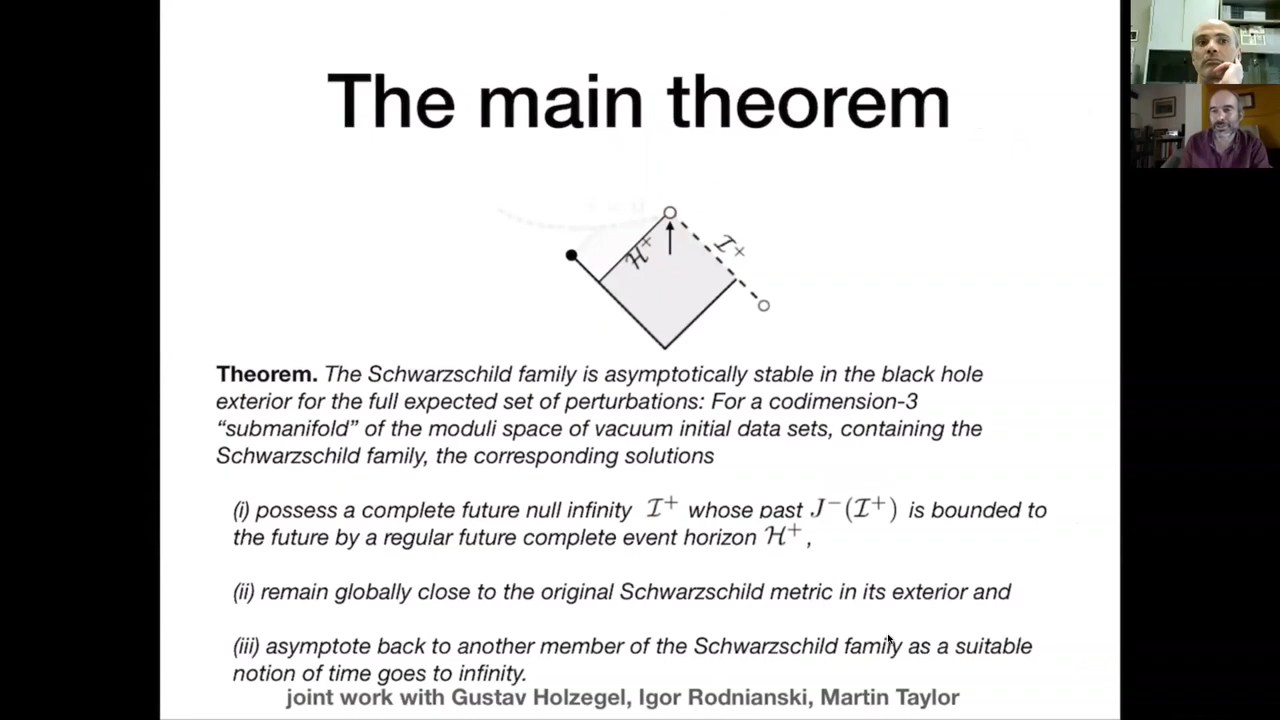 The main theorem
H+
I+
Theorem. The Schwarzschild family is asymptotically stable in the black hole
exterior for the full expected set of perturbations: For a codimension-3
“submanifold” of the moduli space of vacuum initial data sets, containing the
Schwarzschild family, the corresponding solutions
(i) possess a complete future null infinity I+ whose past J−(I+) is bounded to
the future by a regular future complete event horizon H+ ,
(ii) remain globally close to the original Schwarzschild metric in its exterior and
(iii) asymptote back to another member of the Schwarzschild family as a suitable
notion of time goes to infinity.
joint work with Gustav Holzegel, Igor Rodnianski, Martin Taylor